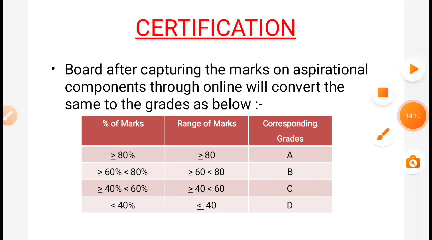 CERTIFICATION
• Board after capturing the marks on aspirational
components through online will convert the
same to the grades as below :-
% of Marks Range of Marks Corresponding
Grades
≥ 80% ≥ 80 A
≥ 60% < 80% ≥ 60 < 80 B
≥ 40% < 60% ≥ 40 < 60 C
< 40% ≤ 40 D